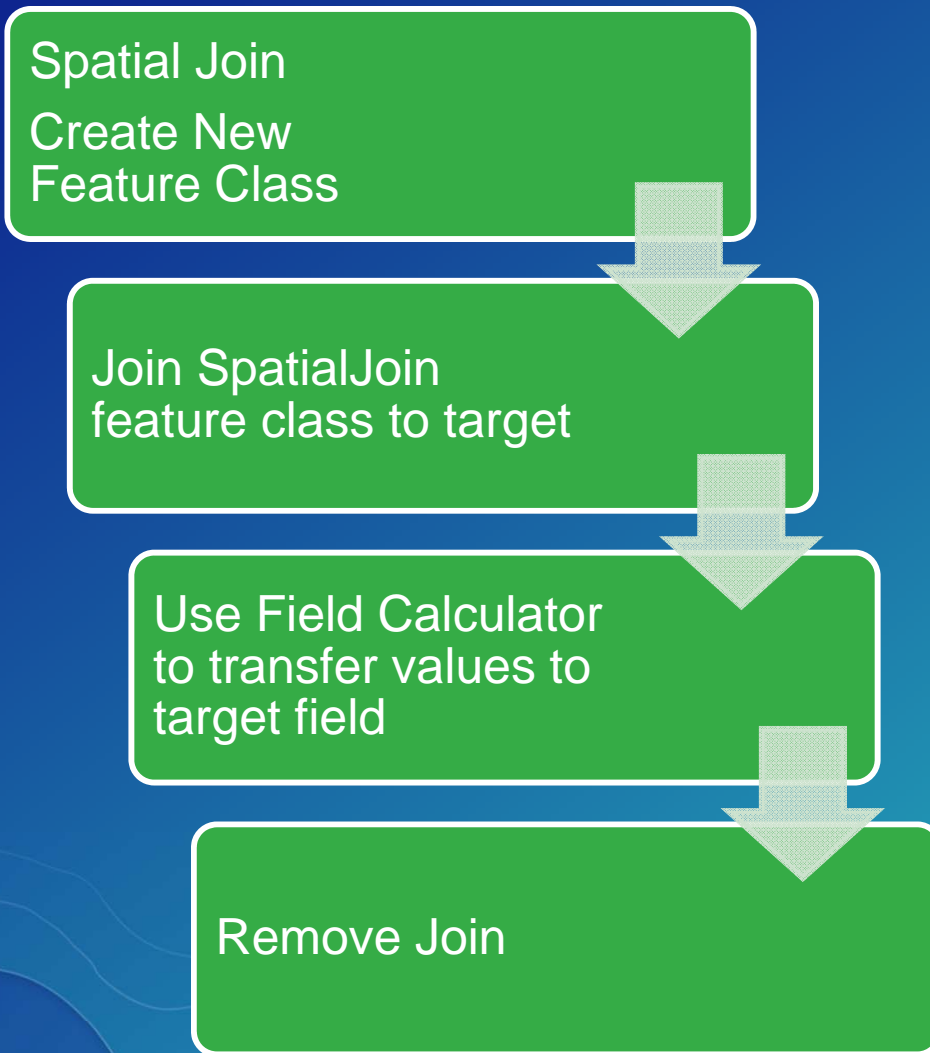 Spatial Join
Create New
Feature Class
Join SpatialJoin
feature class to target
Use Field Calculator
to transfer values to
target field
Remove Join